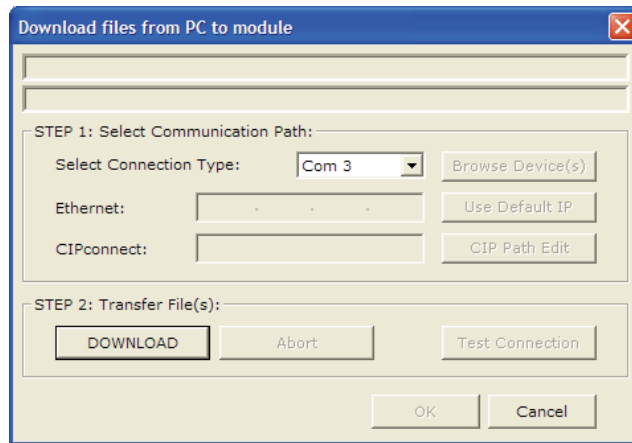 Download files from PC to module
STEP 1: Select Communication Path:
Select Connection Type: Com 3 Browse Device(s)
Ethernet: . . . Use Default IP
CIPconnect: CIP Path Edit
STEP 2: Transfer File(s):
DOWNLOAD Abort Test Connection
OK Cancel